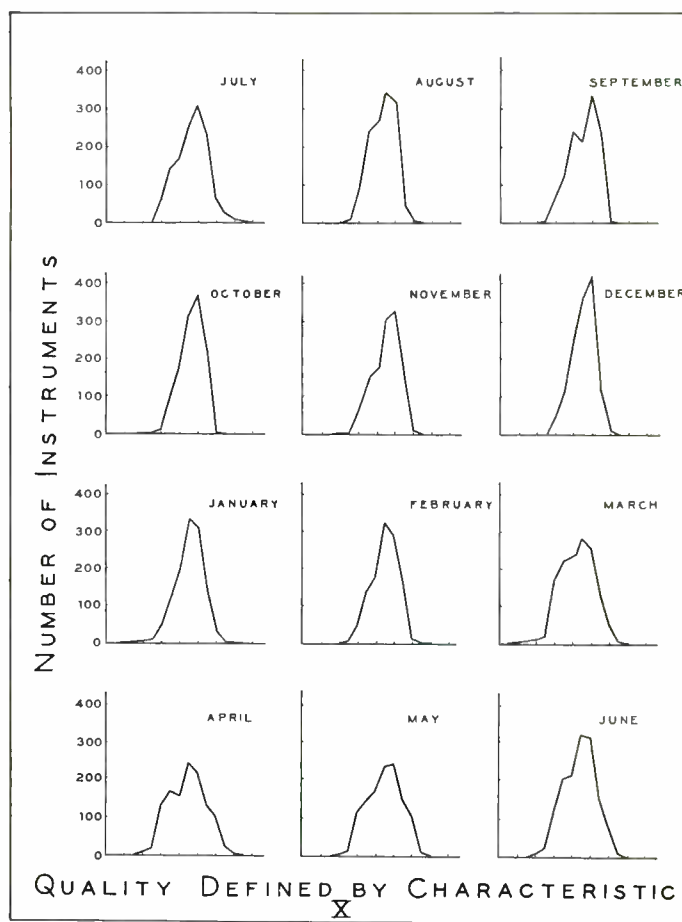 NUMBER OF INSTRUMENTS
400
300
200
100
0
JULY
AUGUST
SEPTEMBER
400
300
200
100
0
OCTOBER
NOVEMBER
DECEMBER
400
300
200
100
0
JANUARY
FEBRUARY
MARCH
400
300
200
100
0
APRIL
MAY
JUNE
QUALITY DEFINED BY CHARACTERISTIC
X